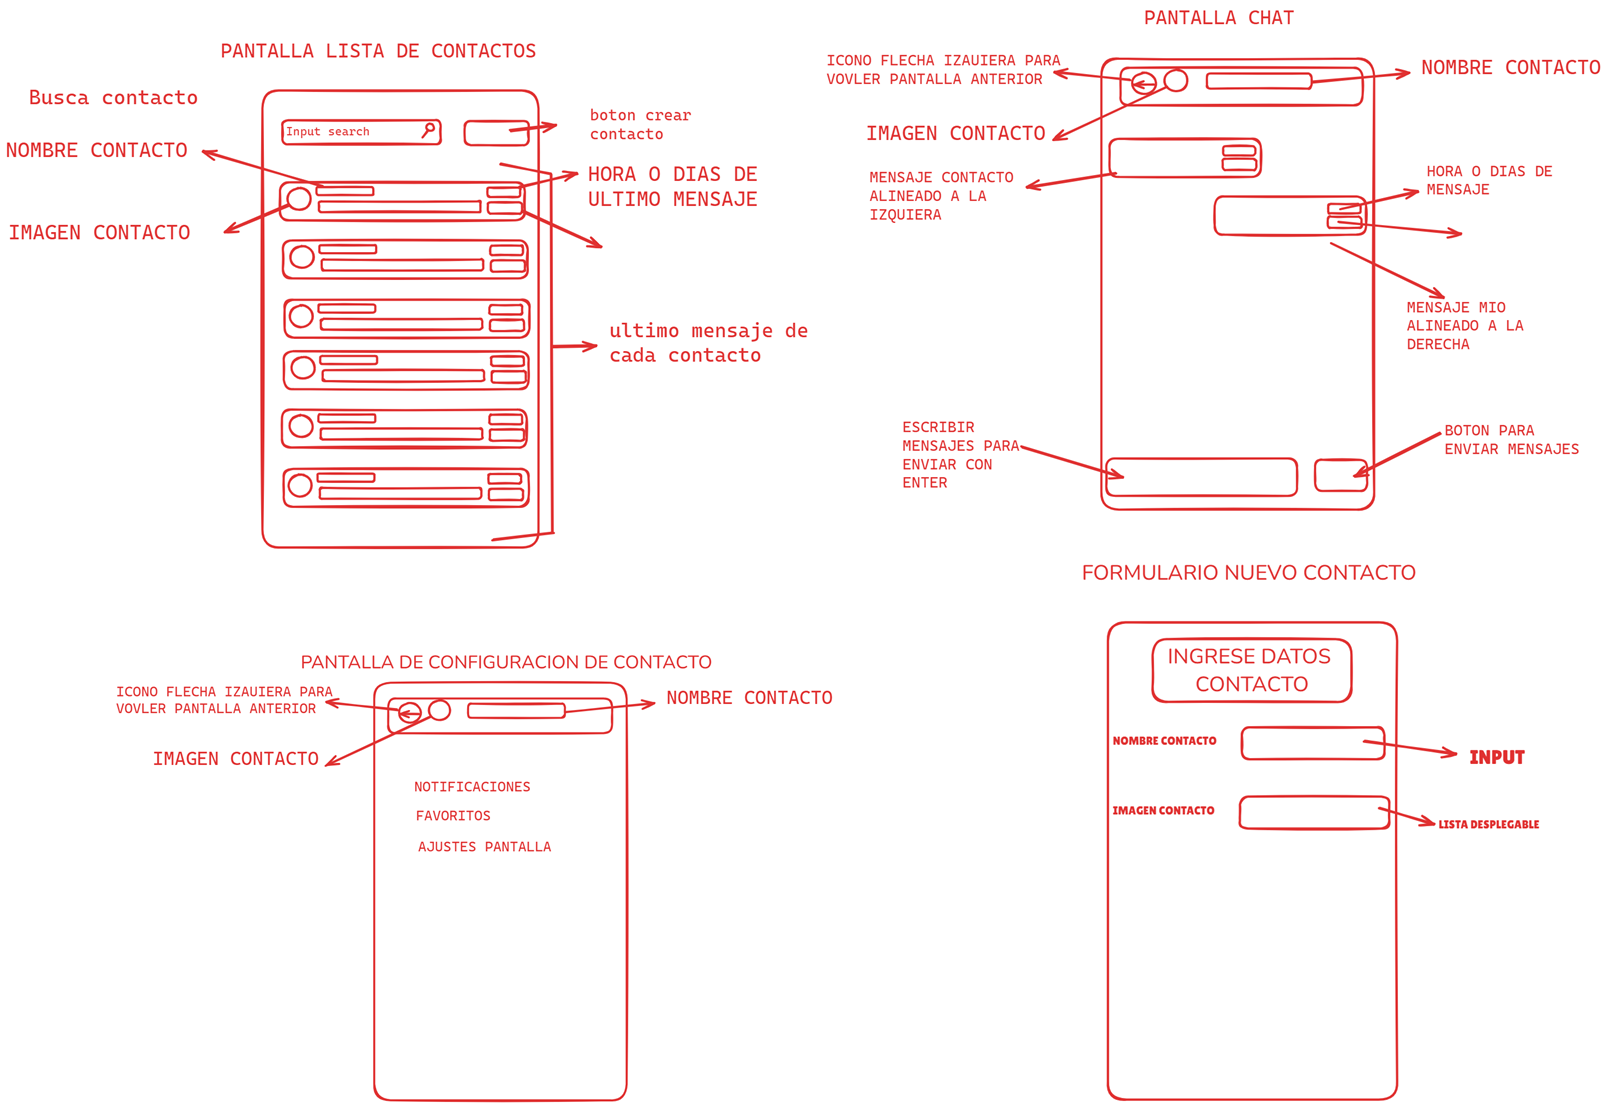 PANTALLA LISTA DE CONTACTOS
Busca contacto
Input search
boton crear
contacto
NOMBRE CONTACTO
HORA O DIAS DE
ULTIMO MENSAJE
IMAGEN CONTACTO
ultimo mensaje de
cada contacto
PANTALLA CHAT
ICONO FLECHA IZAUIERA PARA
VOVLER PANTALLA ANTERIOR
NOMBRE CONTACTO
IMAGEN CONTACTO
MENSAJE CONTACTO
ALINEADO A LA
IZQUIERA
HORA O DIAS DE
MENSAJE
MENSAJE MIO
ALINEADO A LA
DERECHA
ESCRIBIR
MENSAJES PARA
ENVIAR CON
ENTER
BOTON PARA
ENVIAR MENSAJES
PANTALLA DE CONFIGURACION DE CONTACTO
ICONO FLECHA IZAUIERA PARA
VOVLER PANTALLA ANTERIOR
NOMBRE CONTACTO
IMAGEN CONTACTO
NOTIFICACIONES
FAVORITOS
AJUSTES PANTALLA
FORMULARIO NUEVO CONTACTO
INGRESE DATOS
CONTACTO
NOMBRE CONTACTO
INPUT
IMAGEN CONTACTO
LISTA DESPLEGABLE